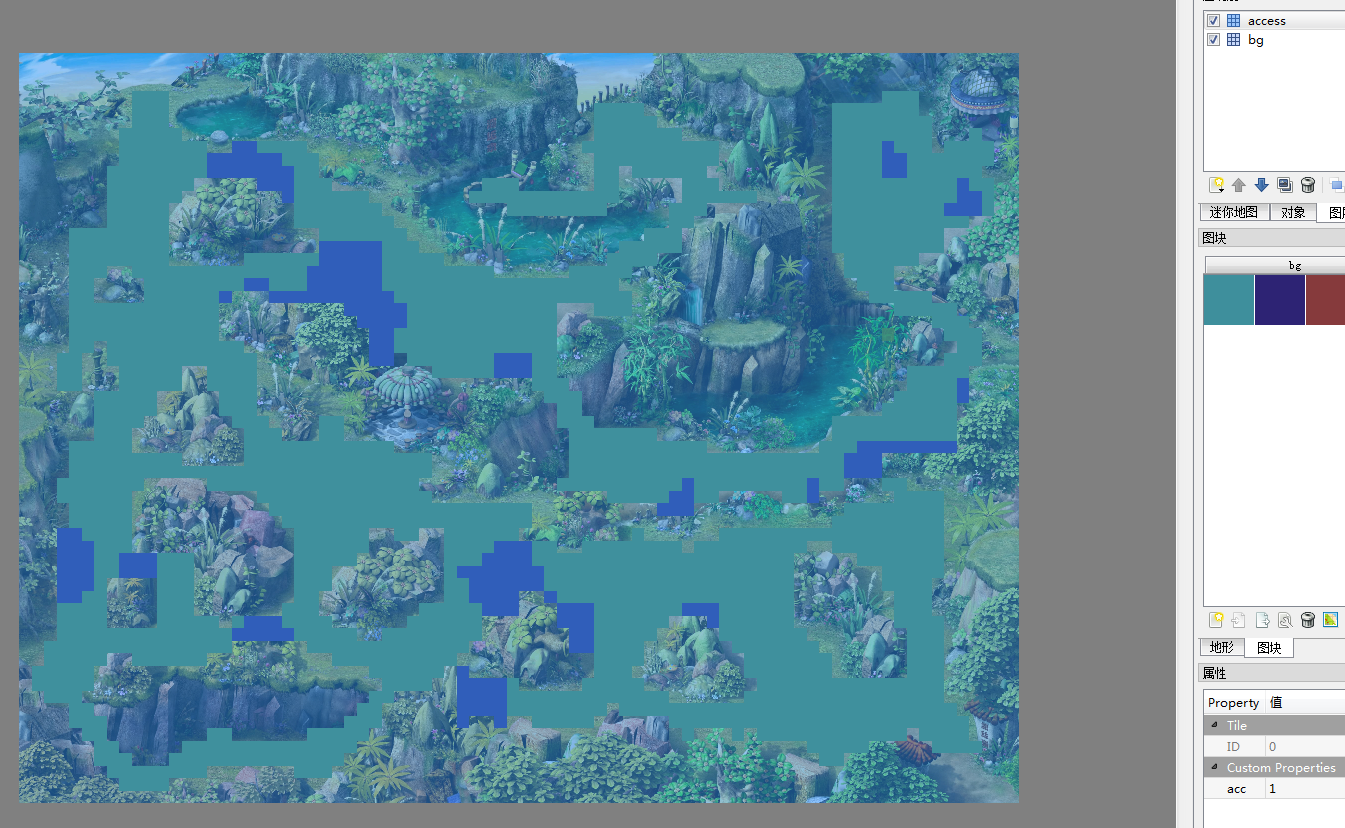 access
bg
迷你地图
对象
图块
bg
地形
图块
属性
Property 值
Tile
ID 0
Custom Properties
acc 1